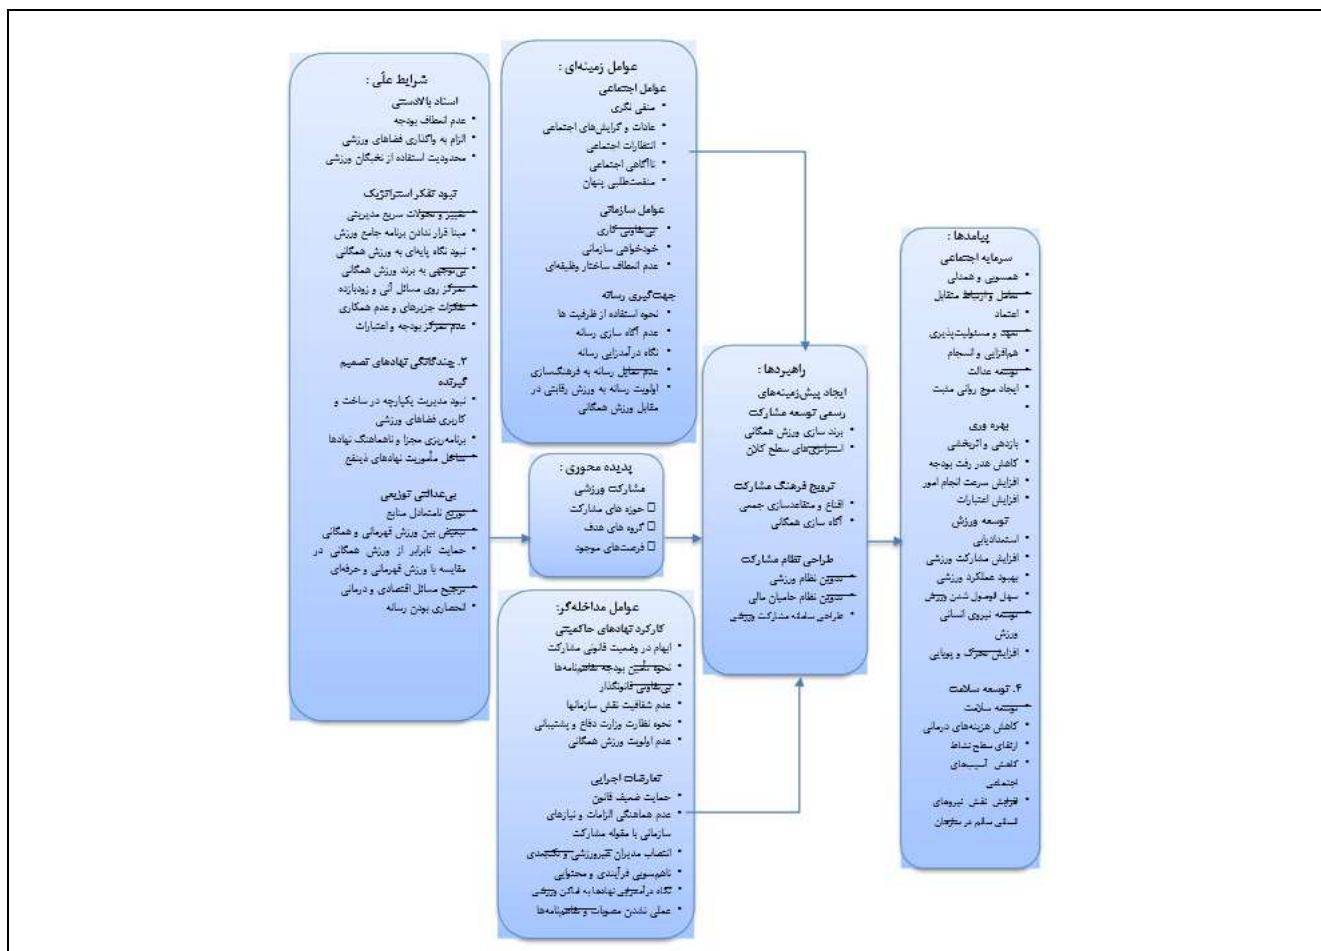 شرایط علّی :
اسناد بالادستی
• عدم انعطاف بودجه
• الزام به واگذاری فضاهای ورزشی
• محدودیت استفاده از نخبگان ورزشی
نبود تفکر استراتژیک
• تغییر و تحولات سریع مدیریتی
• مبنا قرار ندادن برنامه جامع ورزش
• نبود نگاه پایه‌ای به ورزش همگانی
• بی‌توجهی به برند ورزش همگانی
• تمرکز روی مسائل آنی و زودبازده
• تفکرات جزیره‌ای و عدم همکاری
• عدم تمرکز بودجه و اعتبارات
۳. چندگانگی نهادهای تصمیم
گیرنده
• نبود مدیریت یکپارچه در ساخت و
کاربری فضاهای ورزشی
• برنامه‌ریزی مجزا و ناهماهنگ نهادها
• تداخل مأموریت نهادهای ذینفع
بی‌عدالتی توزیعی
• توزیع نامتعادل منابع
• تبعیض بین ورزش قهرمانی و همگانی
• حمایت نابرابر از ورزش همگانی در
مقایسه با ورزش قهرمانی و حرفه‌ای
• ترجیح مسائل اقتصادی و درمانی
• انحصاری بودن رسانه
عوامل زمینه‌ای :
عوامل اجتماعی
• منفی نگری
• عادات و گرایش‌های اجتماعی
• انتظارات اجتماعی
• ناآگاهی اجتماعی
• منفعت‌طلبی پنهان
عوامل سازمانی
• بی‌تفاوتی کاری
• خودخواهی سازمانی
• عدم انعطاف ساختار وظیفه‌ای
جهت‌گیری رسانه
• نحوه استفاده از ظرفیت ها
• عدم آگاه سازی رسانه
• نگاه درآمدزایی رسانه
• عدم تمایل رسانه به فرهنگ‌سازی
• اولویت رسانه به ورزش رقابتی در
مقابل ورزش همگانی
پدیده محوری :
مشارکت ورزشی
□ حوزه های مشارکت
□ گروه های هدف
□ فرصت‌های موجود
عوامل مداخله‌گر:
کارکرد نهادهای حاکمیتی
• ابهام در وضعیت قانونی مشارکت
• نحوه تأمین بودجه تفاهم‌نامه‌ها
• بی‌تفاوتی قانونگذار
• عدم شفافیت نقش سازمانها
• نحوه نظارت وزارت دفاع و پشتیبانی
• عدم اولویت ورزش همگانی
تعارضات اجرایی
• حمایت ضعیف قانون
• عدم هماهنگی الزامات و نیازهای
سازمانی با مقوله مشارکت
• انتصاب مدیران غیرورزشی و تک‌بعدی
• ناهم‌سویی فرآیندی و محتوایی
• نگاه درآمدزایی نهادها به اماکن ورزشی
• عملی نشدن مصوبات و تفاهم‌نامه‌ها
راهبردها :
ایجاد پیش‌زمینه‌های
رسمی توسعه مشارکت
• برند سازی ورزش همگانی
• استراتژی‌های سطح کلان
ترویج فرهنگ مشارکت
• اقناع و متقاعدسازی جمعی
• آگاه سازی همگانی
طراحی نظام مشارکت
• تدوین نظام ورزشی
• تدوین نظام حامیان مالی
• طراحی سامانه مشارکت ورزشی
پیامدها :
سرمایه اجتماعی
• همسویی و همدلی
• تعامل و ارتباط متقابل
• اعتماد
• تعهد و مسئولیت‌پذیری
• هم‌افزایی و انسجام
• توسعه عدالت
• ایجاد موج روانی مثبت
•
بهره وری
• بازدهی و اثربخشی
• کاهش هدر رفت بودجه
• افزایش سرعت انجام امور
• افزایش اعتبارات
توسعه ورزش
• استعدادیابی
• افزایش مشارکت ورزشی
• بهبود عملکرد ورزشی
• سهل الوصول شدن ورزش
• توسعه نیروی انسانی
ورزش
• افزایش تحرک و پویایی
۴. توسعه سلامت
• توسعه سلامت
• کاهش هزینه‌های درمانی
• ارتقای سطح نشاط
• کاهش آسیب‌های
اجتماعی
• افزایش نقش نیروهای
انسانی سالم در سازمان